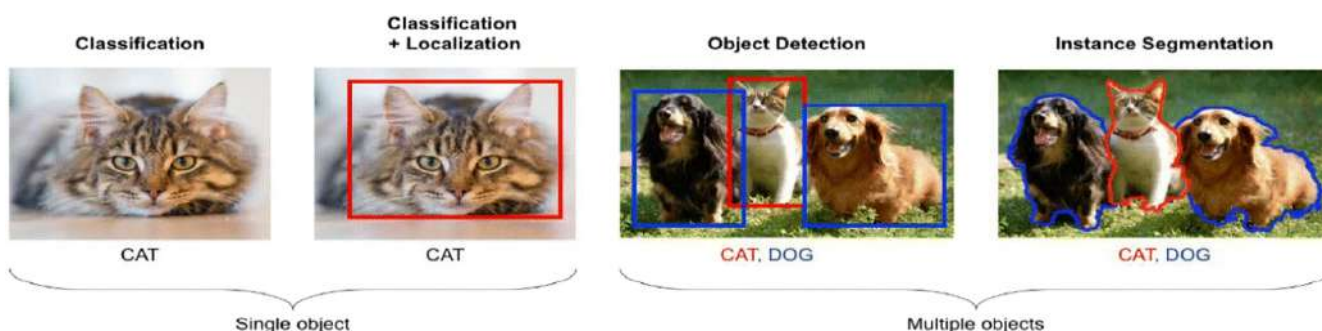 Classification
Classification
+ Localization
Object Detection
Instance Segmentation
CAT
CAT
CAT, DOG
CAT, DOG
Single object
Multiple objects